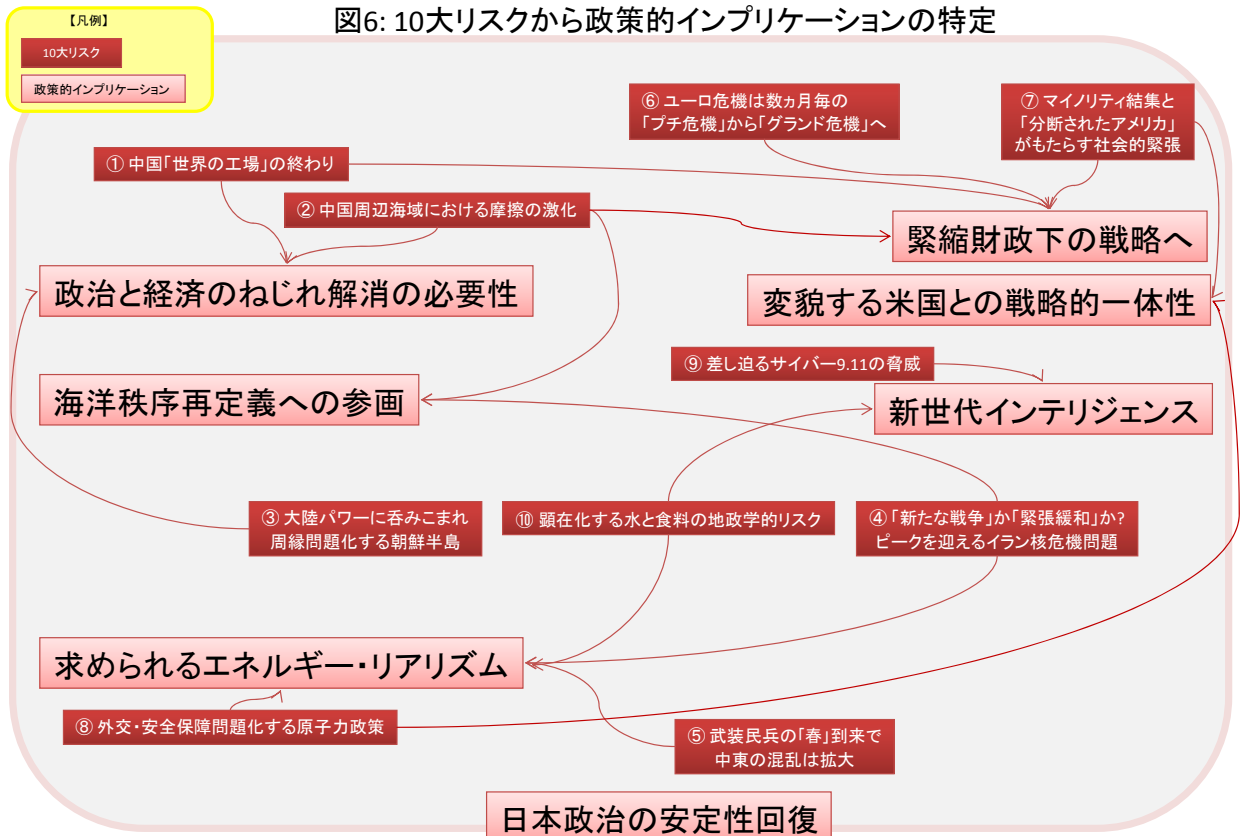 図6: 10大リスクから政策的インプリケーションの特定
【凡例】
10大リスク
政策的インプリケーション
⑥ ユーロ危機は数ヵ月毎の
「プチ危機」から「グランド危機」へ
⑦ マイノリティ結集と
「分断されたアメリカ」
がもたらす社会的緊張
① 中国「世界の工場」の終わり
② 中国周辺海域における摩擦の激化
緊縮財政下の戦略へ
政治と経済のねじれ解消の必要性
変貌する米国との戦略的一体性
⑨ 差し迫るサイバー9.11の脅威
海洋秩序再定義への参画
新世代インテリジェンス
③ 大陸パワーに呑みこまれ
周縁問題化する朝鮮半島
⑩ 顕在化する水と食料の地政学的リスク
④ 「新たな戦争」か「緊張緩和」か?
ピークを迎えるイラン核危機問題
求められるエネルギー・リアリズム
⑧ 外交・安全保障問題化する原子力政策
⑤ 武装民兵の「春」到来で
中東の混乱は拡大
日本政治の安定性回復